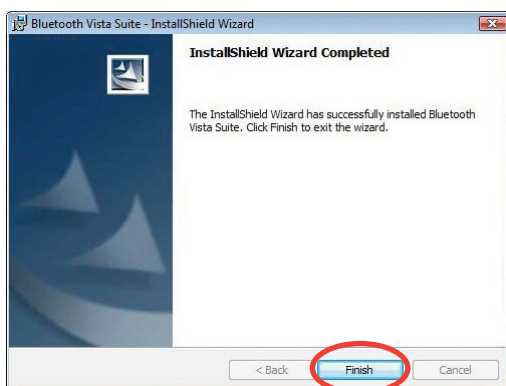 Bluetooth Vista Suite - InstallShield Wizard
InstallShield Wizard Completed
The InstallShield Wizard has successfully installed Bluetooth
Vista Suite. Click Finish to exit the wizard.
< Back Finish Cancel